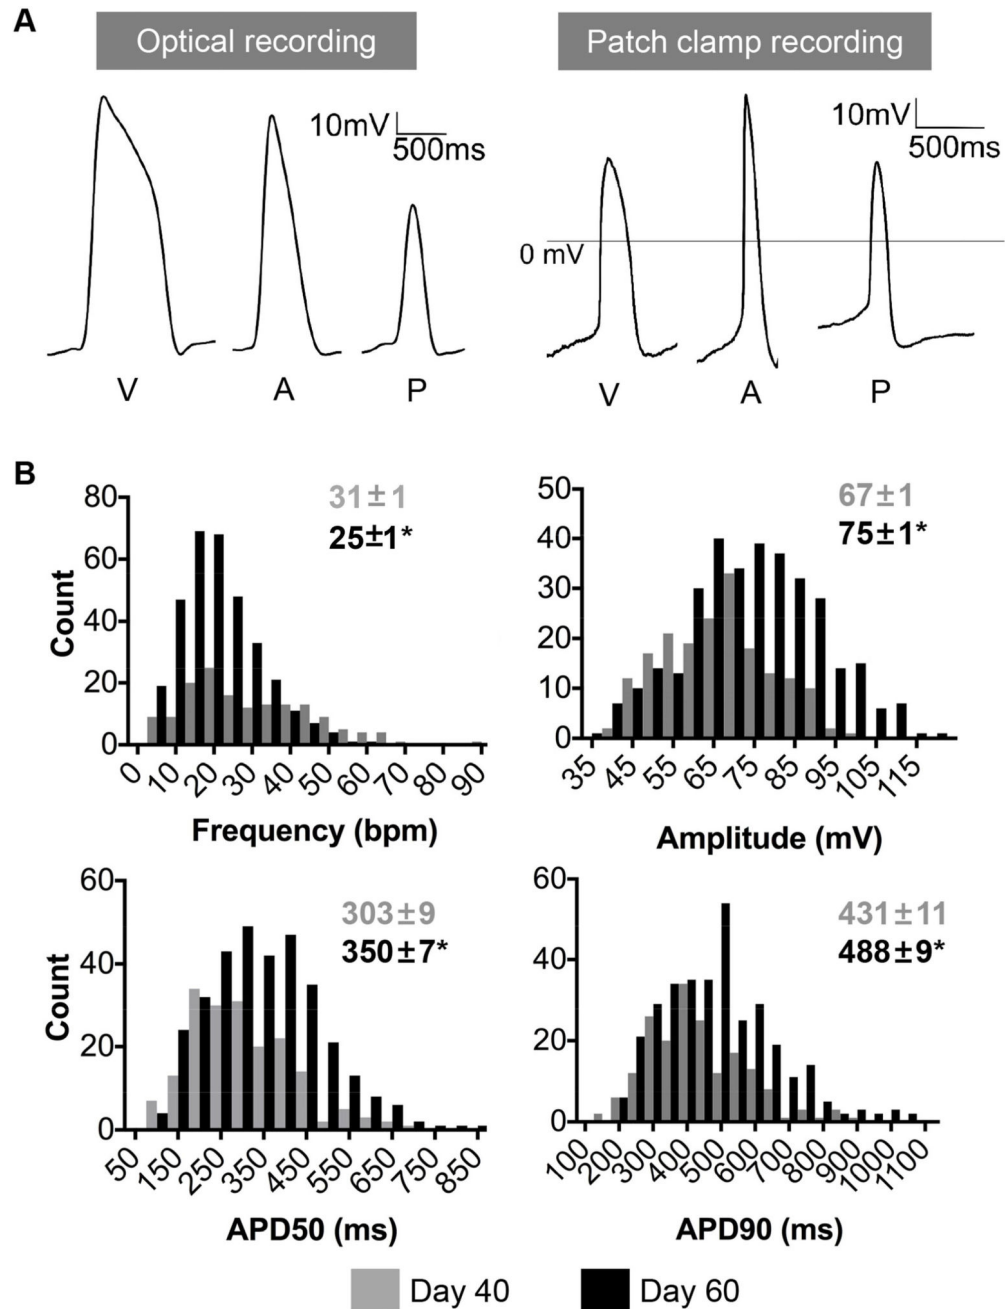 A
Optical recording
Patch clamp recording
10mV
500ms
10mV
500ms
0 mV
V
A
P
V
A
P
B
31±1
25±1*
Count
80
60
40
20
0
0
10
20
30
40
50
60
70
80
90
Frequency (bpm)
67±1
75±1*
50
40
30
20
10
0
35
45
55
65
75
85
95
105
115
Amplitude (mV)
303±9
350±7*
Count
60
40
20
0
50
150
250
350
450
550
650
750
850
APD50 (ms)
431±11
488±9*
60
40
20
0
100
200
300
400
500
600
700
800
900
1000
1100
APD90 (ms)
Day 40
Day 60